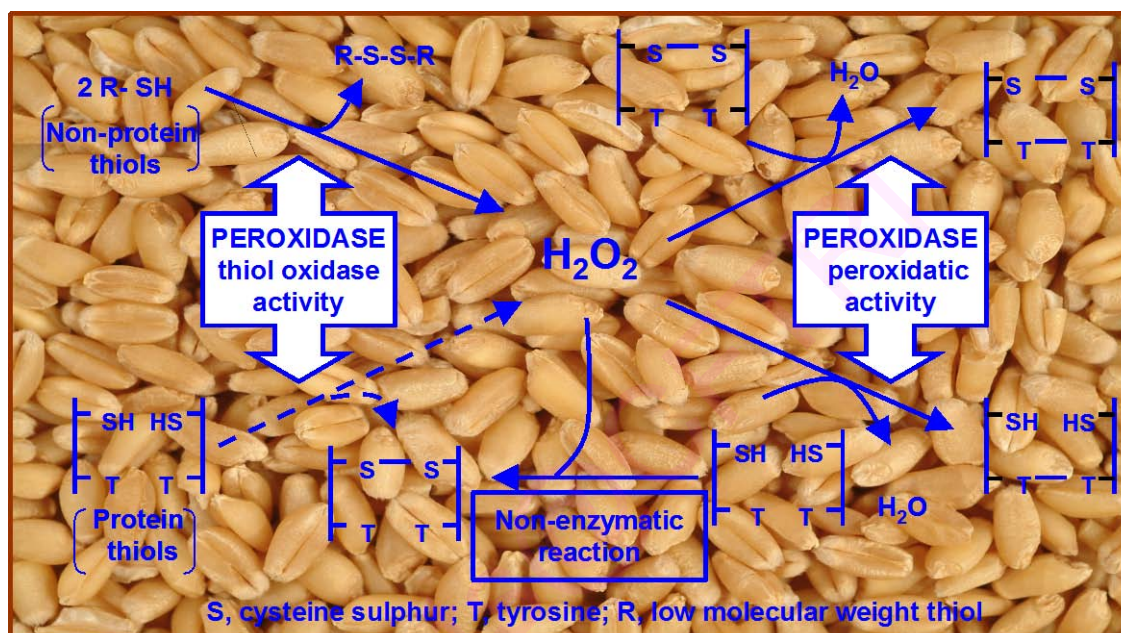 R-S-S-R
2 R- SH
Non-protein
thiols
S S
T T
H₂O
S S
T T
PEROXIDASE
thiol oxidase
activity
H₂O₂
PEROXIDASE
peroxidatic
activity
SH HS
T T
Protein
thiols
S S
T T
Non-enzymatic
reaction
SH HS
T T
H₂O
SH HS
T T
S, cysteine sulphur; T, tyrosine; R, low molecular weight thiol